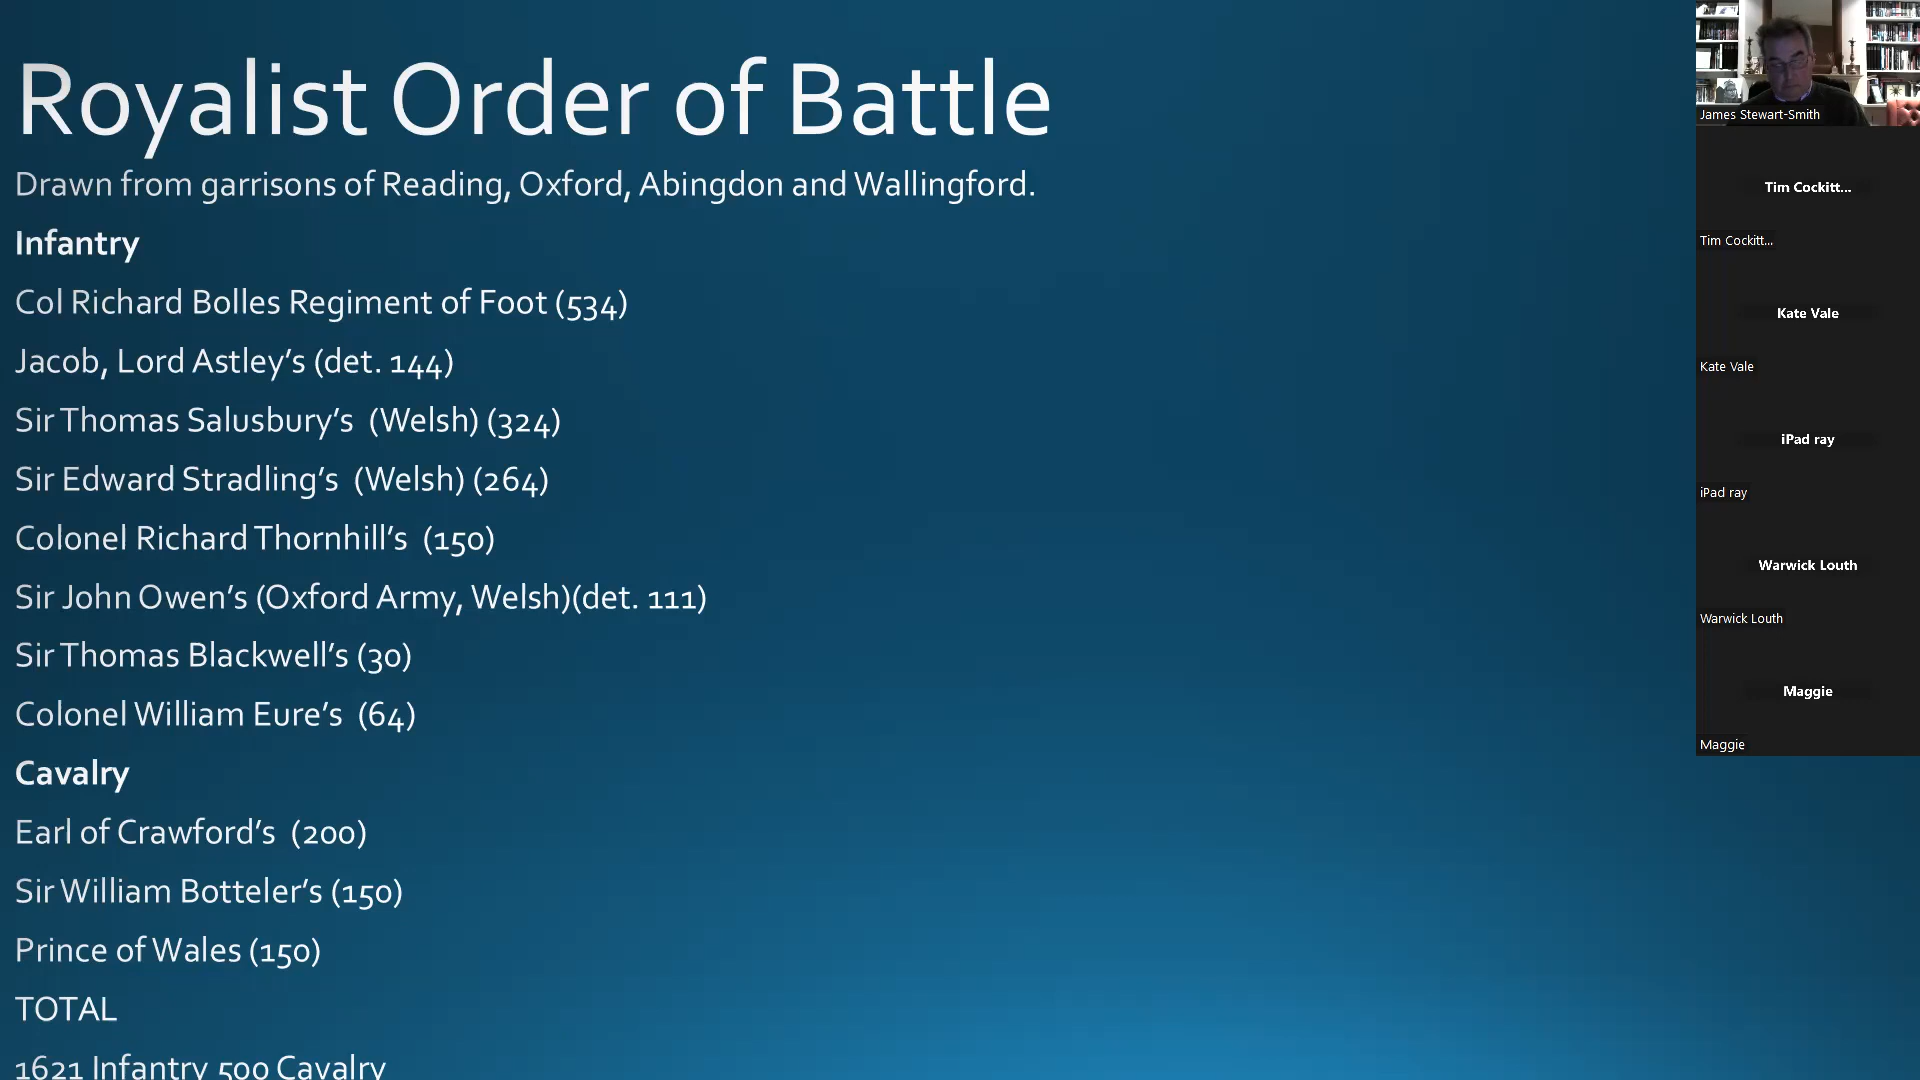 Royalist Order of Battle
Drawn from garrisons of Reading, Oxford, Abingdon and Wallingford.
Infantry
Col Richard Bolles Regiment of Foot (534)
Jacob, Lord Astley’s (det. 144)
Sir Thomas Salusbury’s  (Welsh) (324)
Sir Edward Stradling’s  (Welsh) (264)
Colonel Richard Thornhill’s  (150)
Sir John Owen’s (Oxford Army, Welsh)(det. 111)
Sir Thomas Blackwell’s (30)
Colonel William Eure’s  (64)
Cavalry
Earl of Crawford’s  (200)
Sir William Botteler’s (150)
Prince of Wales (150)
TOTAL
1621 Infantry 500 Cavalry
James Stewart-Smith
Tim Cockitt...
Tim Cockitt...
Kate Vale
Kate Vale
iPad ray
iPad ray
Warwick Louth
Warwick Louth
Maggie
Maggie